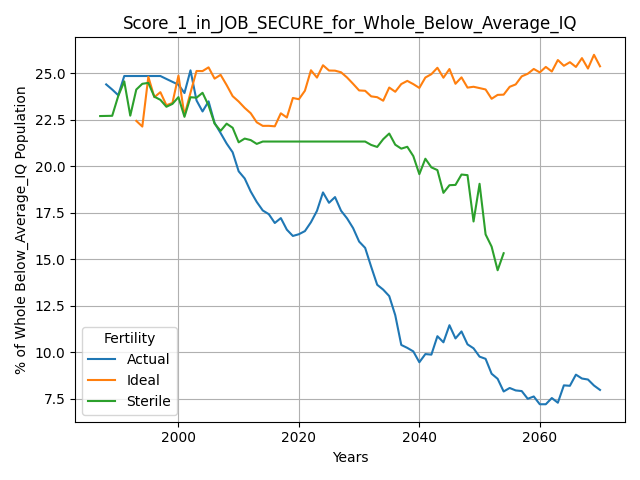 Score_1_in_JOB_SECURE_for_Whole_Below_Average_IQ
% of Whole Below_Average_IQ Population
25.0
22.5
20.0
17.5
15.0
12.5
10.0
7.5
Fertility
Actual
Ideal
Sterile
2000 2020 2040 2060
Years